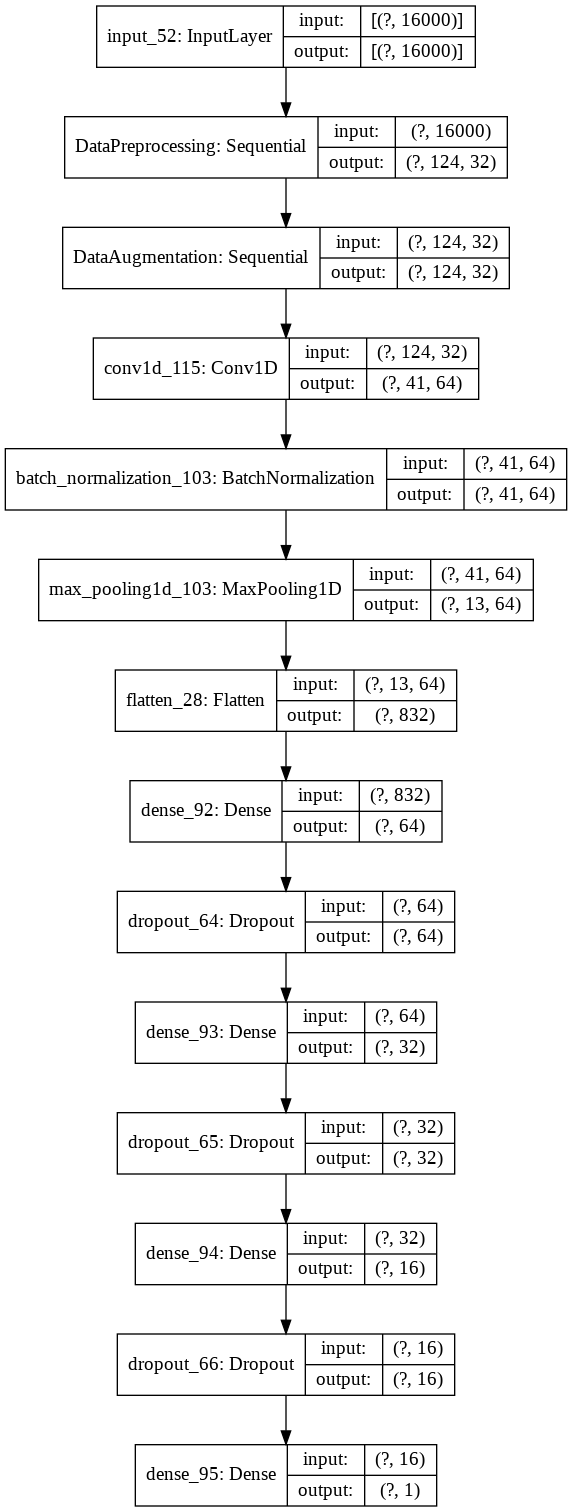 input_52: InputLayer
input: [(?, 16000)]
output: [(?, 16000)]
DataPreprocessing: Sequential
input: (?, 16000)
output: (?, 124, 32)
DataAugmentation: Sequential
input: (?, 124, 32)
output: (?, 124, 32)
conv1d_115: Conv1D
input: (?, 124, 32)
output: (?, 41, 64)
batch_normalization_103: BatchNormalization
input: (?, 41, 64)
output: (?, 41, 64)
max_pooling1d_103: MaxPooling1D
input: (?, 41, 64)
output: (?, 13, 64)
flatten_28: Flatten
input: (?, 13, 64)
output: (?, 832)
dense_92: Dense
input: (?, 832)
output: (?, 64)
dropout_64: Dropout
input: (?, 64)
output: (?, 64)
dense_93: Dense
input: (?, 64)
output: (?, 32)
dropout_65: Dropout
input: (?, 32)
output: (?, 32)
dense_94: Dense
input: (?, 32)
output: (?, 16)
dropout_66: Dropout
input: (?, 16)
output: (?, 16)
dense_95: Dense
input: (?, 16)
output: (?, 1)